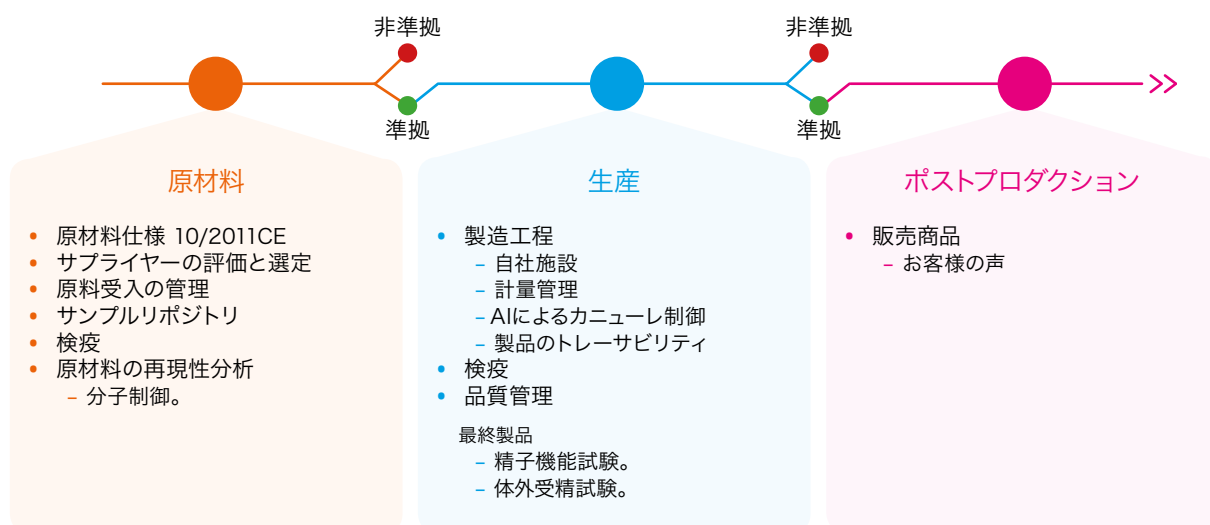 非準拠
準拠
非準拠
準拠
原材料
• 原材料仕様 10/2011CE
• サプライヤーの評価と選定
• 原料受入の管理
• サンプルリポジトリ
• 検疫
• 原材料の再現性分析
– 分子制御。
生産
• 製造工程
– 自社施設
– 計量管理
– AIによるカニューレ制御
– 製品のトレーサビリティ
• 検疫
• 品質管理
最終製品
– 精子機能試験。
– 体外受精試験。
ポストプロダクション
• 販売商品
– お客様の声